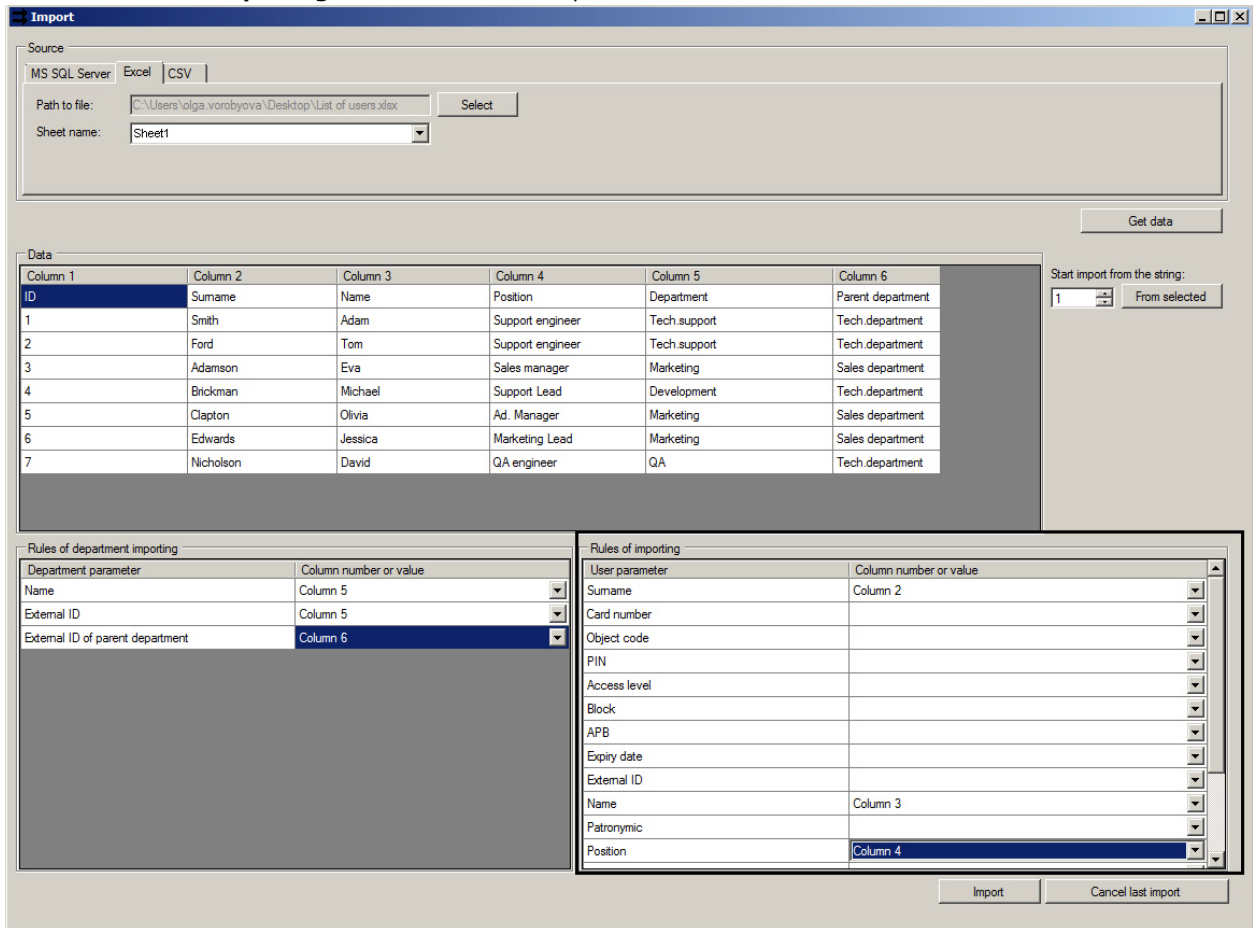 Import
Source
MS SQL Server Excel CSV
Path to file: C:\Users\olga.vorobyova\Desktop\List of users.xlsx Select
Sheet name: Sheet1
Get data
Data
Column 1 Column 2 Column 3 Column 4 Column 5 Column 6
Start import from the string:
ID Surname Name Position Department Parent department
1 From selected
1 Smith Adam Support engineer Tech.support Tech.department
2 Ford Tom Support engineer Tech.support Tech.department
3 Adamson Eva Sales manager Marketing Sales department
4 Brickman Michael Support Lead Development Tech.department
5 Clapton Olivia Ad. Manager Marketing Sales department
6 Edwards Jessica Marketing Lead Marketing Sales department
7 Nicholson David QA engineer QA Tech.department
Rules of department importing
Department parameter Column number or value
Name Column 5
External ID Column 5
External ID of parent department Column 6
Rules of importing
User parameter Column number or value
Surname Column 2
Card number
Object code
PIN
Access level
Block
APB
Expiry date
External ID
Name Column 3
Patronymic
Position Column 4
Import Cancel last import